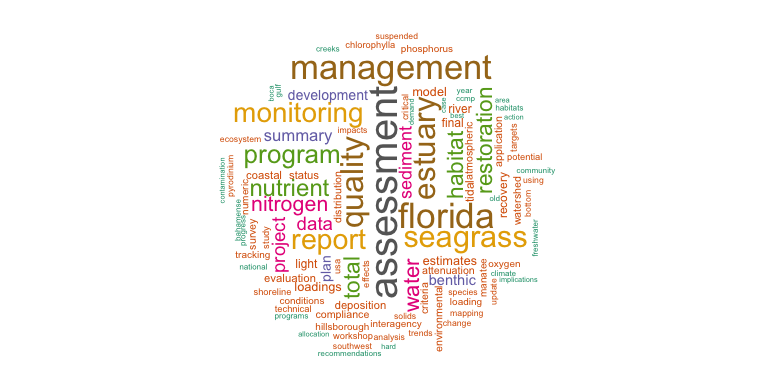 suspended
creeks
chlorophylla
phosphorus
management
boca
gulf
development
assessment
critical
demand
model
estuary
case
year
ccmp
best
area
habitats
action
monitoring
river
final
restoration
summary
impacts
quality
sediment
habitat
atmospheric
tidal
application
targets
ecosystem
program
potential
contamination
pyrodinium
coastal
status
distribution
community
using
numeric
nutrient
recovery
watershed
bottom
old
nitrogen
florida
bahamense
progress
survey
study
project
data
report
seagrass
freshwater
tracking
national
light
plan
usa
total
effects
water
estimates
attenuation
oxygen
climate
implications
evaluation
benthic
manatee
update
loadings
shoreline
criteria
environmental
species
loading
conditions
deposition
technical
programs
compliance
solids
mapping
change
hillsborough
interagency
allocation
workshop
analysis
trends
southwest
hard
recommendations